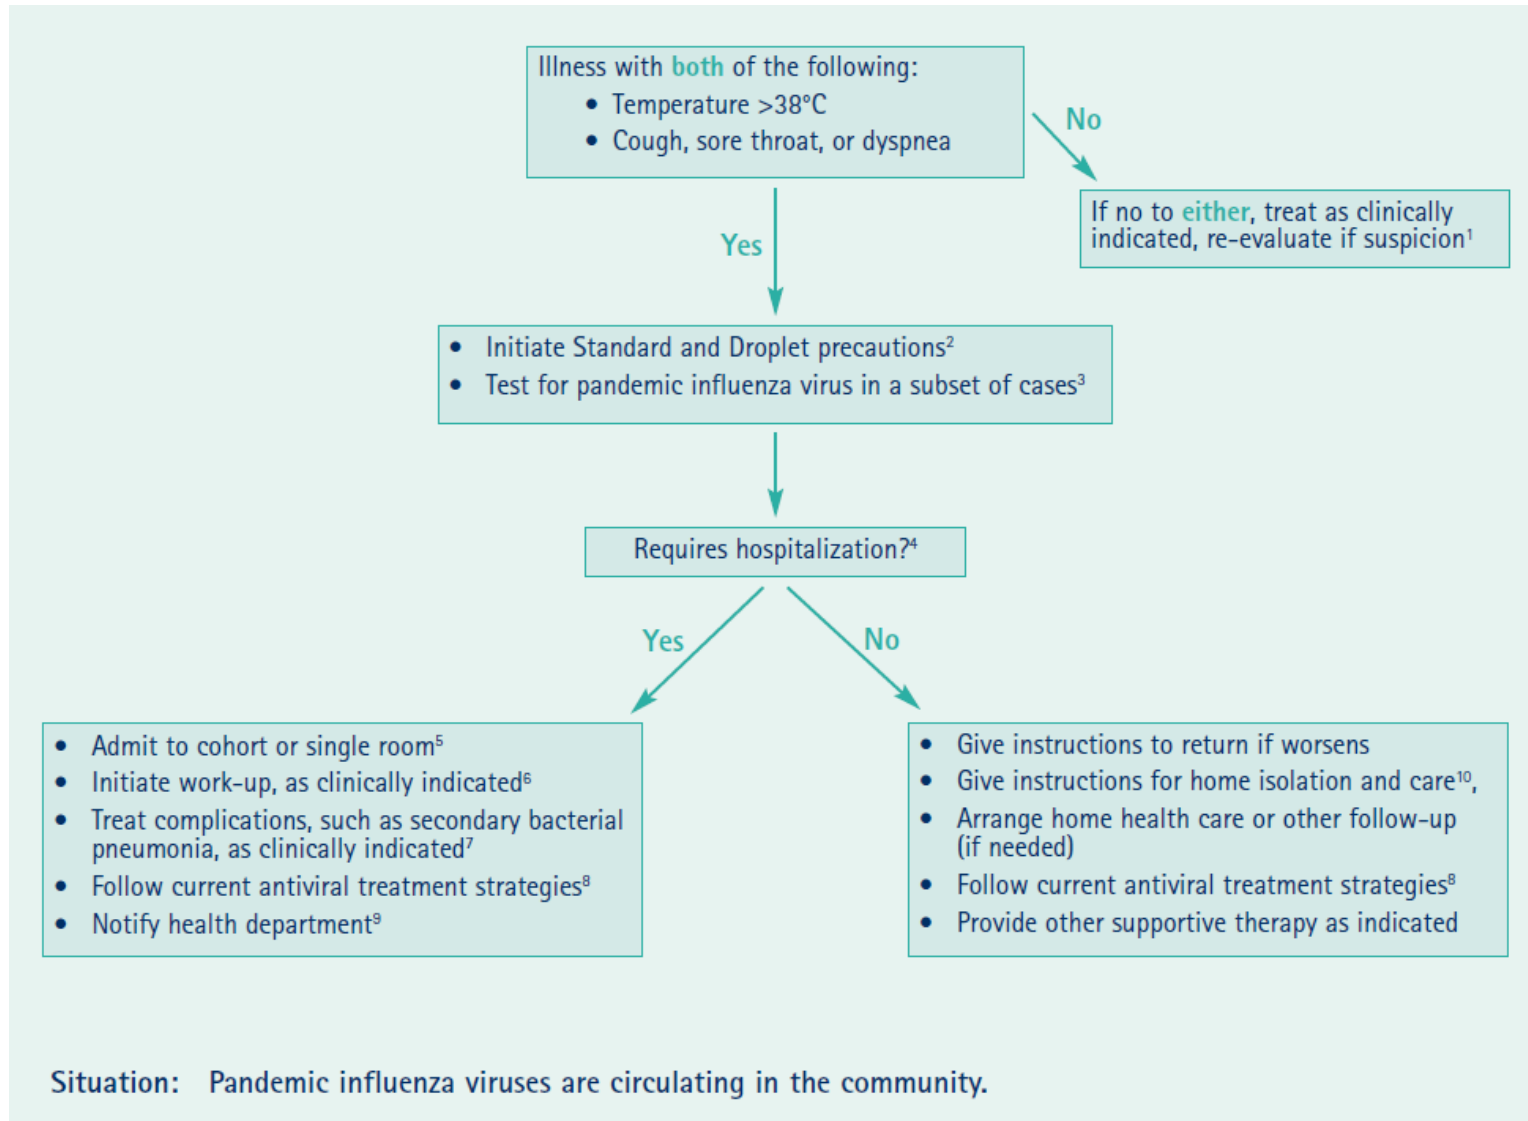 Illness with both of the following:
• Temperature >38°C
• Cough, sore throat, or dyspnea
No
If no to either, treat as clinically
indicated, re-evaluate if suspicion¹
Yes
• Initiate Standard and Droplet precautions²
• Test for pandemic influenza virus in a subset of cases³
Requires hospitalization?⁴
Yes
No
• Admit to cohort or single room⁵
• Initiate work-up, as clinically indicated⁶
• Treat complications, such as secondary bacterial
pneumonia, as clinically indicated⁷
• Follow current antiviral treatment strategies⁸
• Notify health department⁹
• Give instructions to return if worsens
• Give instructions for home isolation and care¹⁰,
• Arrange home health care or other follow-up
(if needed)
• Follow current antiviral treatment strategies⁸
• Provide other supportive therapy as indicated
Situation: Pandemic influenza viruses are circulating in the community.